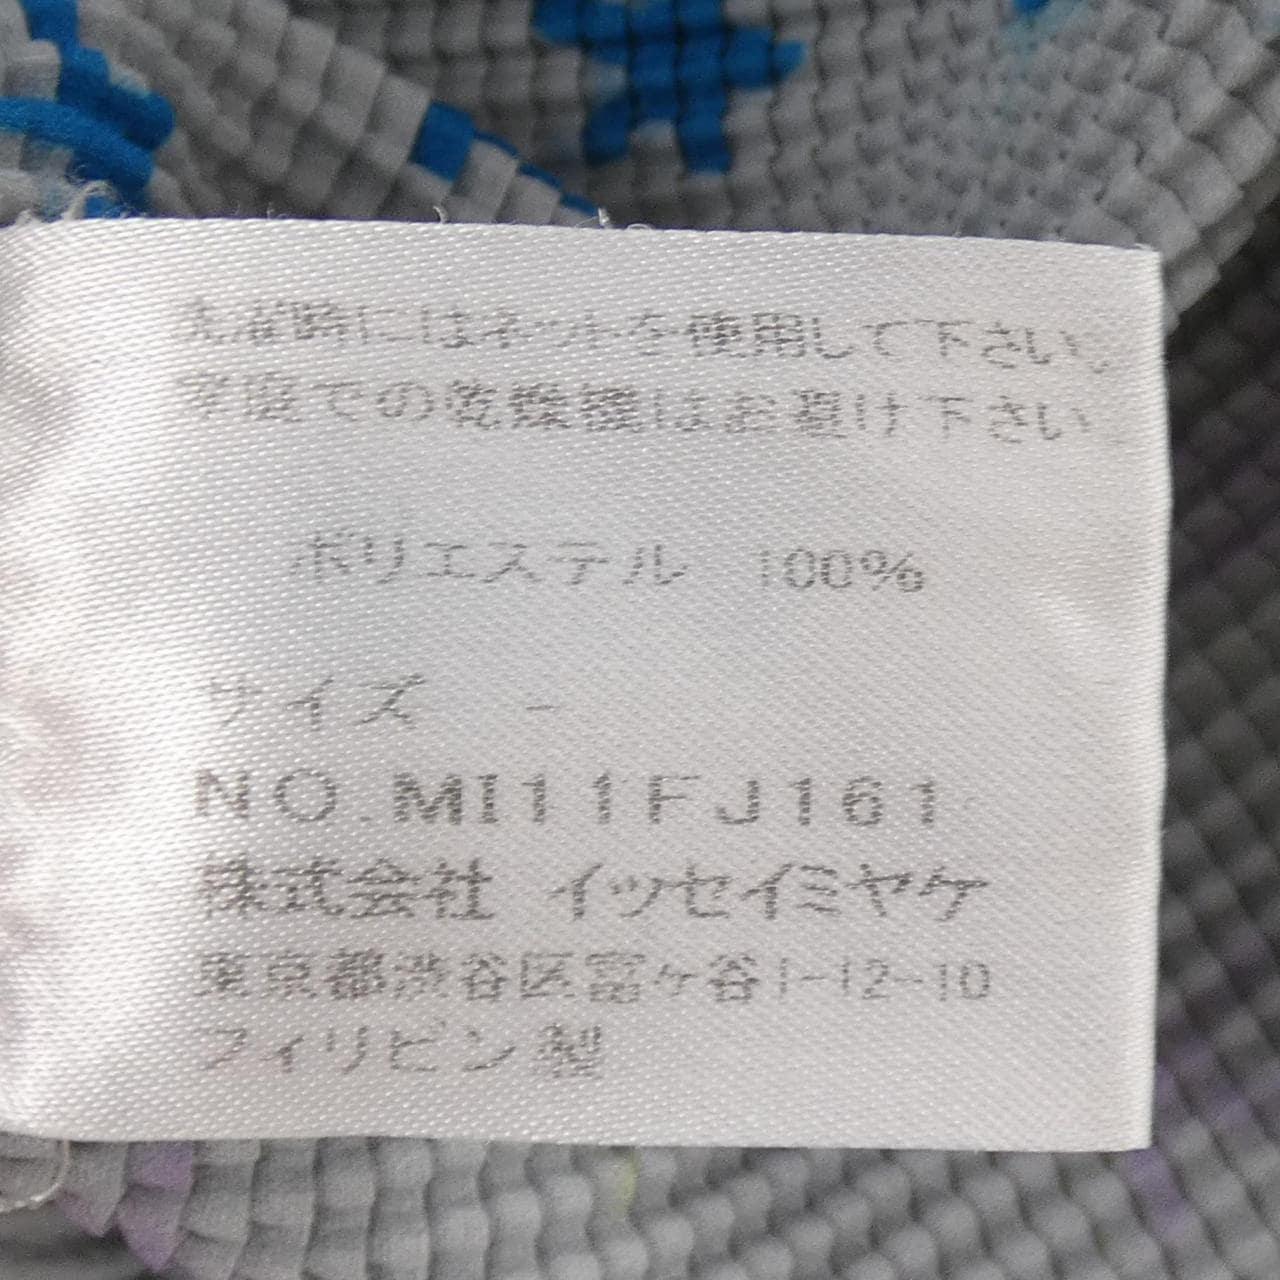 洗濯時にはネットを使用して下さい。
家庭での乾燥機はお避け下さい
ポリエステル 100%
サイズ -
NO.MI11FJ161
株式会社 イッセイミヤケ
東京都渋谷区富ヶ谷1-12-10
フィリピン製